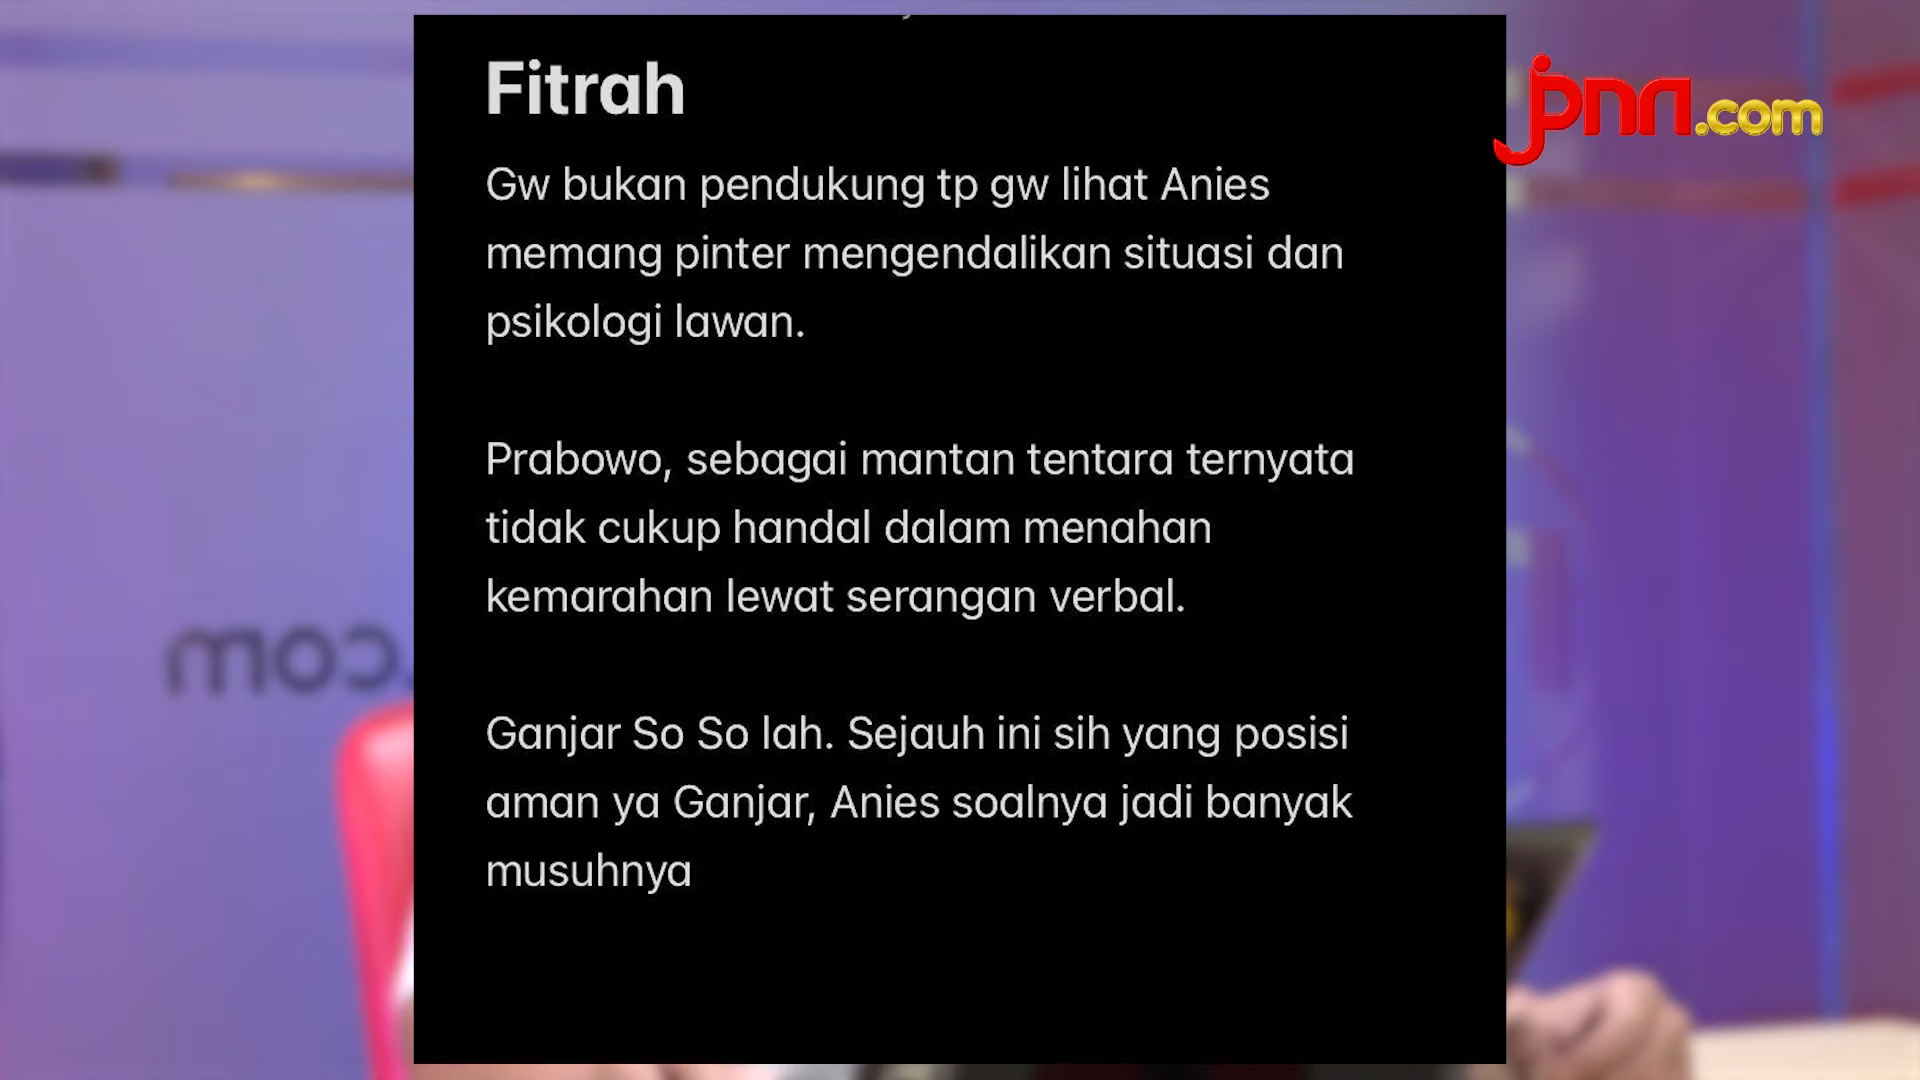 Fitrah
jpnn.com
Gw bukan pendukung tp gw lihat Anies
memang pinter mengendalikan situasi dan
psikologi lawan.
Prabowo, sebagai mantan tentara ternyata
tidak cukup handal dalam menahan
kemarahan lewat serangan verbal.
.com
Ganjar So So lah. Sejauh ini sih yang posisi
aman ya Ganjar, Anies soalnya jadi banyak
musuhnya